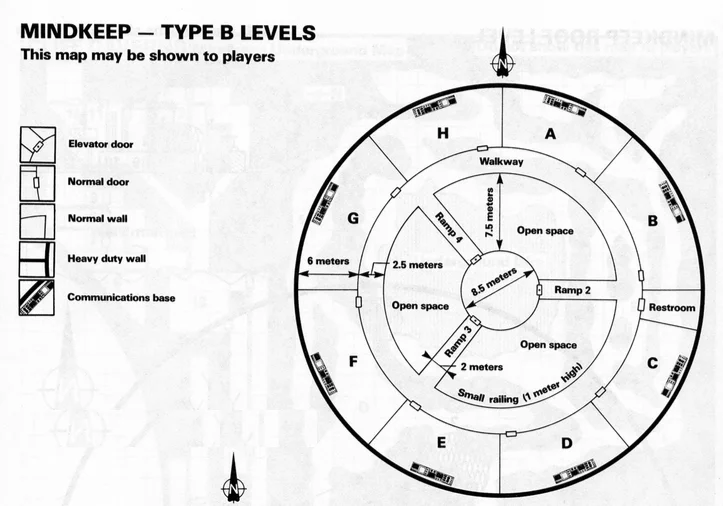 MINDKEEP — TYPE B LEVELS
This map may be shown to players
N
Elevator door
Normal door
Normal wall
Heavy duty wall
Communications base
H
A
Walkway
G
B
Ramp 4
7.5 meters
Open space
6 meters
2.5 meters
8.5 meters
Ramp 2
Open space
Restroom
Ramp 3
Open space
F
2 meters
C
Small railing (1 meter high)
E
D
N